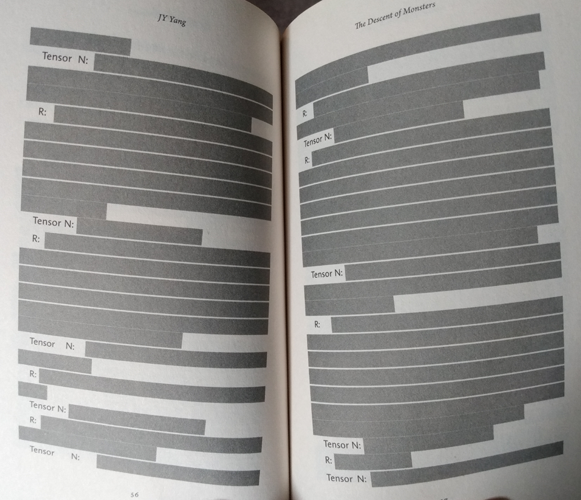 JY Yang
Tensor N:
R:
Tensor N:
R:
Tensor N:
R:
Tensor N:
R:
Tensor N:
56
The Descent of Monsters
R
Tensor N:
R:
Tensor N:
R:
Tensor N:
R:
Tensor N: